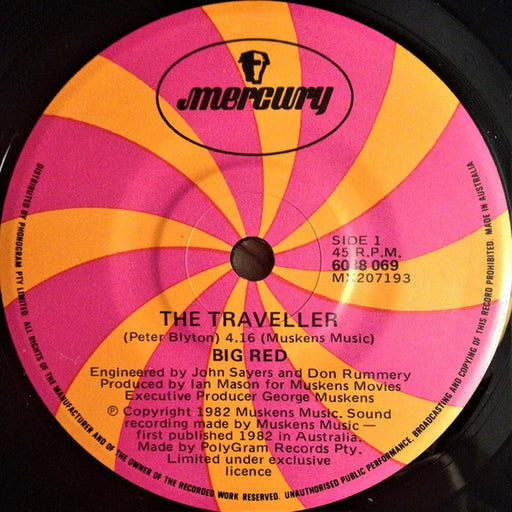 mercury
SIDE 1
45 R.P.M.
6038 069
MX207193
THE TRAVELLER
(Peter Blyton) 4.16 (Muskens Music)
BIG RED
Engineered by John Sayers and Don Rummery
Produced by Ian Mason for Muskens Movies
Executive Producer George Muskens
℗ Copyright 1982 Muskens Music. Sound
recording made by Muskens Music —
first published 1982 in Australia.
Made by PolyGram Records Pty.
Limited under exclusive
licence
DISTRIBUTED BY PHONOGRAM PTY LIMITED. ALL RIGHTS OF THE MANUFACTURER AND OF THE OWNER OF THE RECORDED WORK RESERVED. UNAUTHORISED PUBLIC PERFORMANCE, BROADCASTING AND COPYING OF THIS RECORD PROHIBITED. MADE IN AUSTRALIA